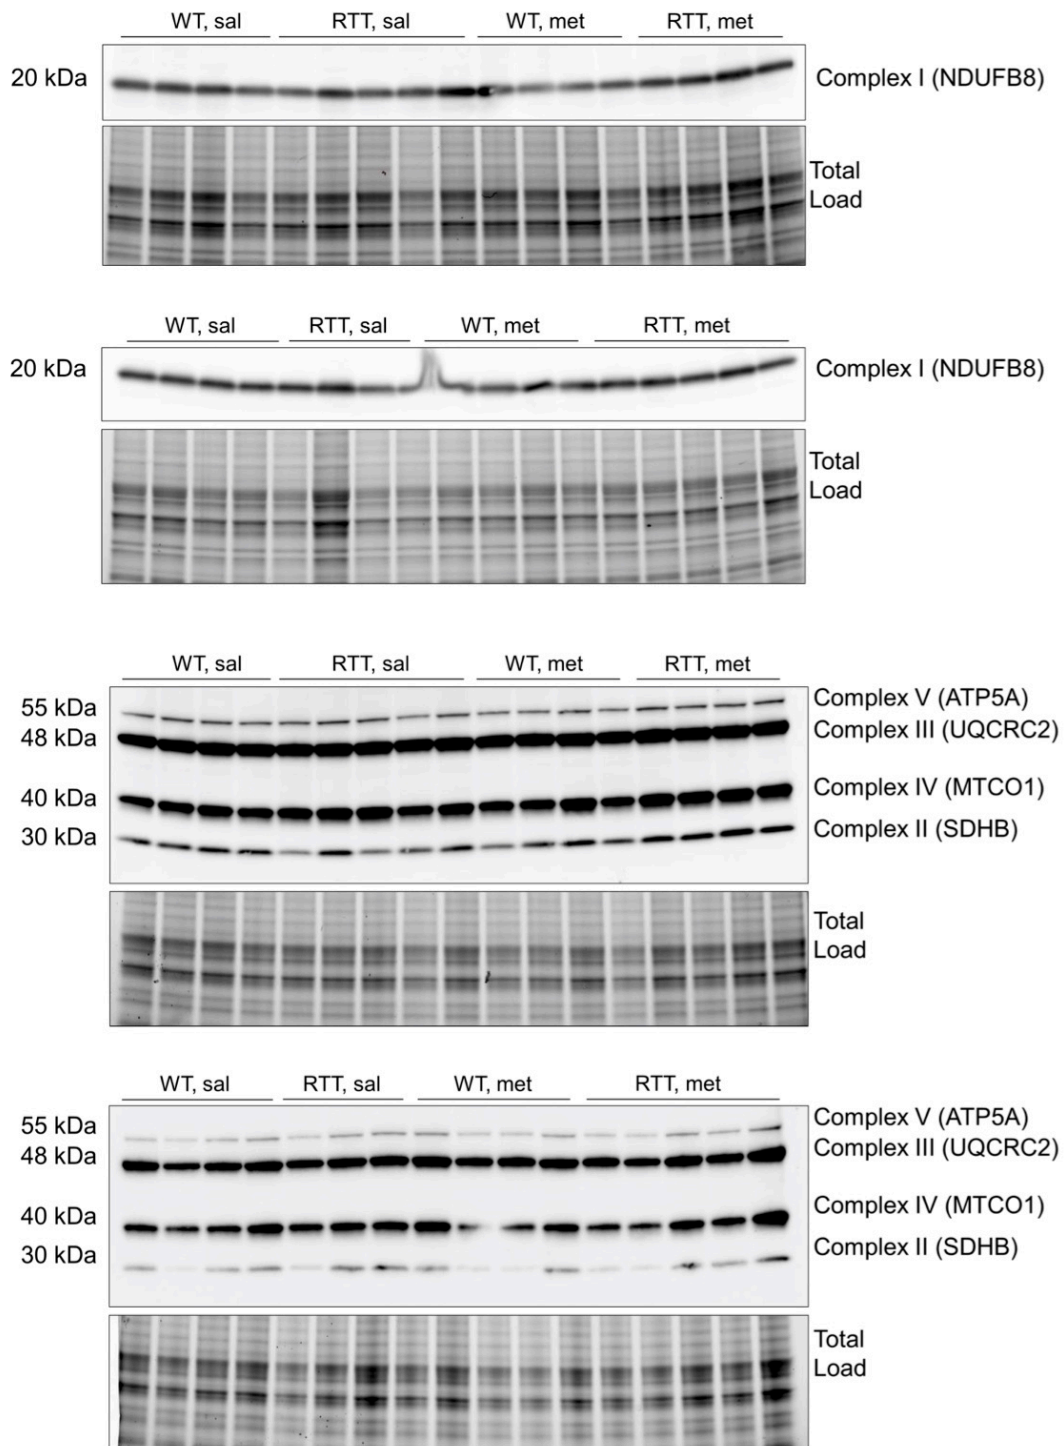 WT, sal RTT, sal WT, met RTT, met
20 kDa Complex I (NDUFB8)
Total
Load
WT, sal RTT, sal WT, met RTT, met
20 kDa Complex I (NDUFB8)
Total
Load
WT, sal RTT, sal WT, met RTT, met
55 kDa Complex V (ATP5A)
48 kDa Complex III (UQCRC2)
40 kDa Complex IV (MTCO1)
30 kDa Complex II (SDHB)
Total
Load
WT, sal RTT, sal WT, met RTT, met
55 kDa Complex V (ATP5A)
48 kDa Complex III (UQCRC2)
40 kDa Complex IV (MTCO1)
30 kDa Complex II (SDHB)
Total
Load